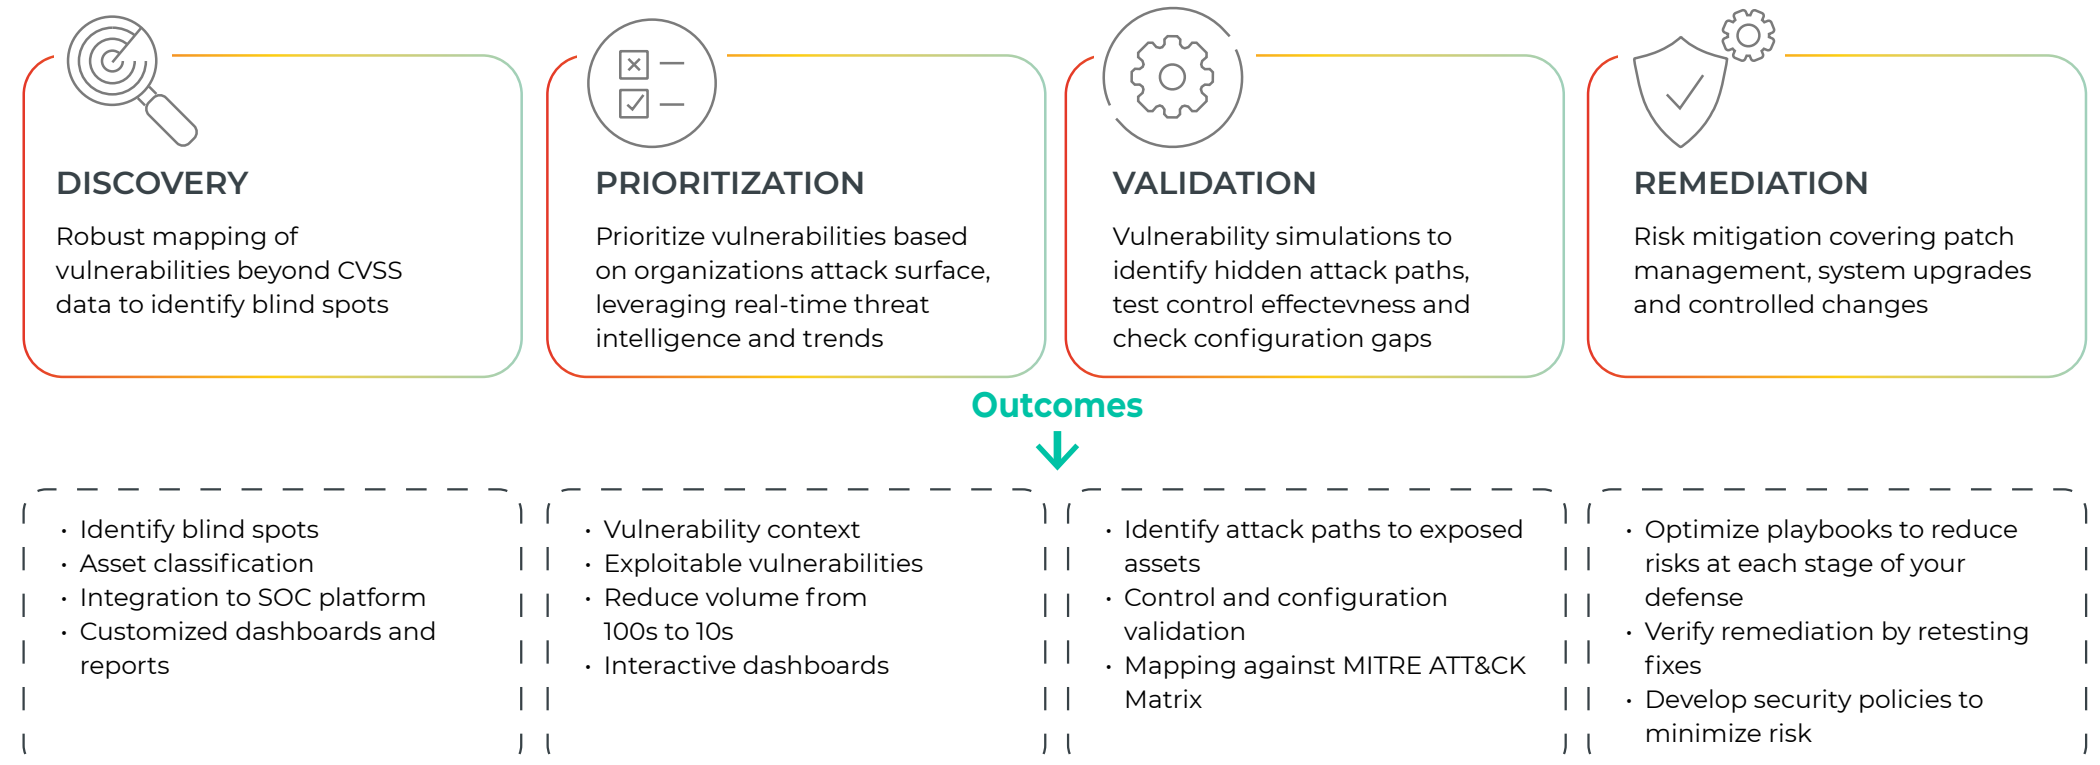 DISCOVERY
Robust mapping of
vulnerabilities beyond CVSS
data to identify blind spots
PRIORITIZATION
Prioritize vulnerabilities based
on organizations attack surface,
leveraging real-time threat
intelligence and trends
VALIDATION
Vulnerability simulations to
identify hidden attack paths,
test control effectevness and
check configuration gaps
REMEDIATION
Risk mitigation covering patch
management, system upgrades
and controlled changes
Outcomes
• Identify blind spots
• Asset classification
• Integration to SOC platform
• Customized dashboards and
reports
• Vulnerability context
• Exploitable vulnerabilities
• Reduce volume from
100s to 10s
• Interactive dashboards
• Identify attack paths to exposed
assets
• Control and configuration
validation
• Mapping against MITRE ATT&CK
Matrix
• Optimize playbooks to reduce
risks at each stage of your
defense
• Verify remediation by retesting
fixes
• Develop security policies to
minimize risk